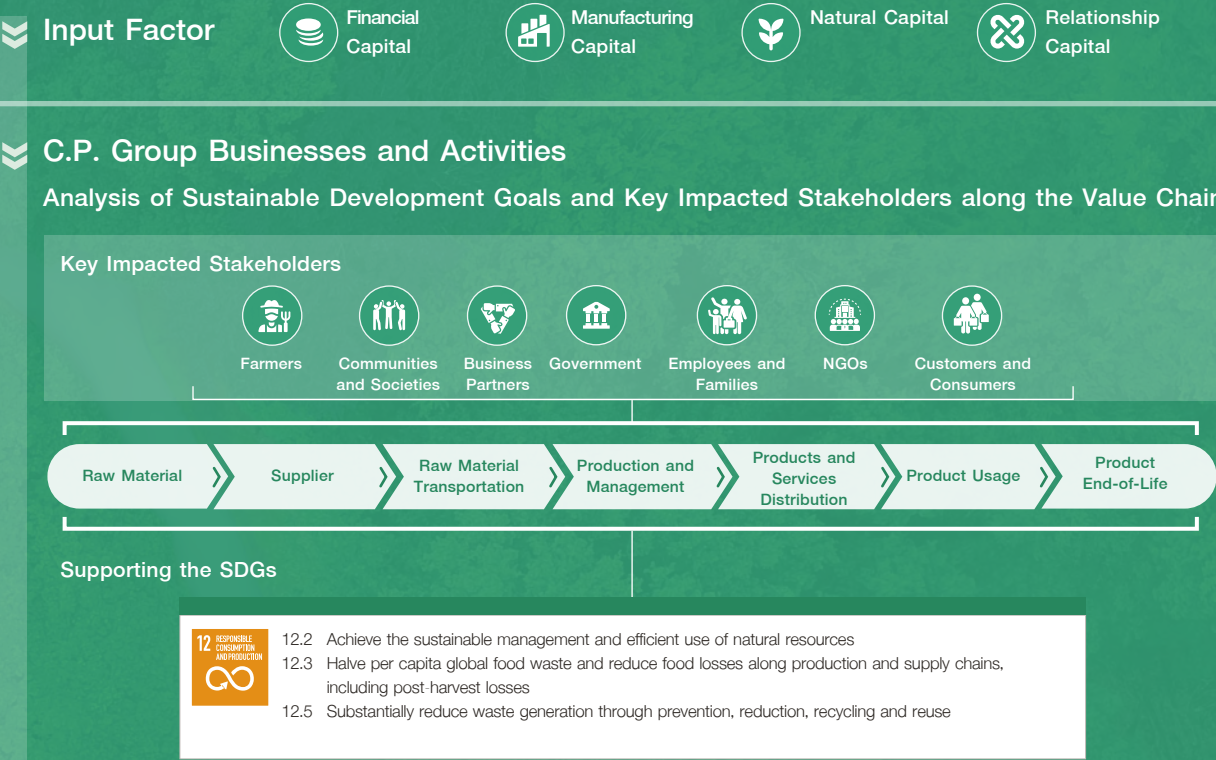 Input Factor
Financial
Capital
Manufacturing
Capital
Natural Capital
Relationship
Capital
C.P. Group Businesses and Activities
Analysis of Sustainable Development Goals and Key Impacted Stakeholders along the Value Chain
Key Impacted Stakeholders
Farmers
Communities
and Societies
Business
Partners
Government
Employees and
Families
NGOs
Customers and
Consumers
Raw Material
Supplier
Raw Material
Transportation
Production and
Management
Products and
Services
Distribution
Product Usage
Product
End-of-Life
Supporting the SDGs
12 RESPONSIBLE
CONSUMPTION
AND PRODUCTION
12.2 Achieve the sustainable management and efficient use of natural resources
12.3 Halve per capita global food waste and reduce food losses along production and supply chains,
including post-harvest losses
12.5 Substantially reduce waste generation through prevention, reduction, recycling and reuse